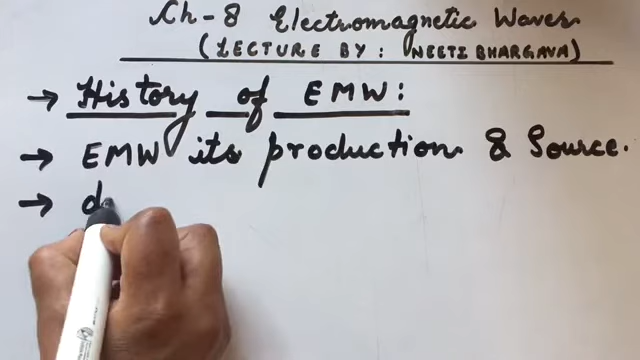 Ch-8 Electromagnetic Waves
(LECTURE BY: NEETI BHARGAVA)
→ History of EMW:
→ EMW its production & Source.
→ d